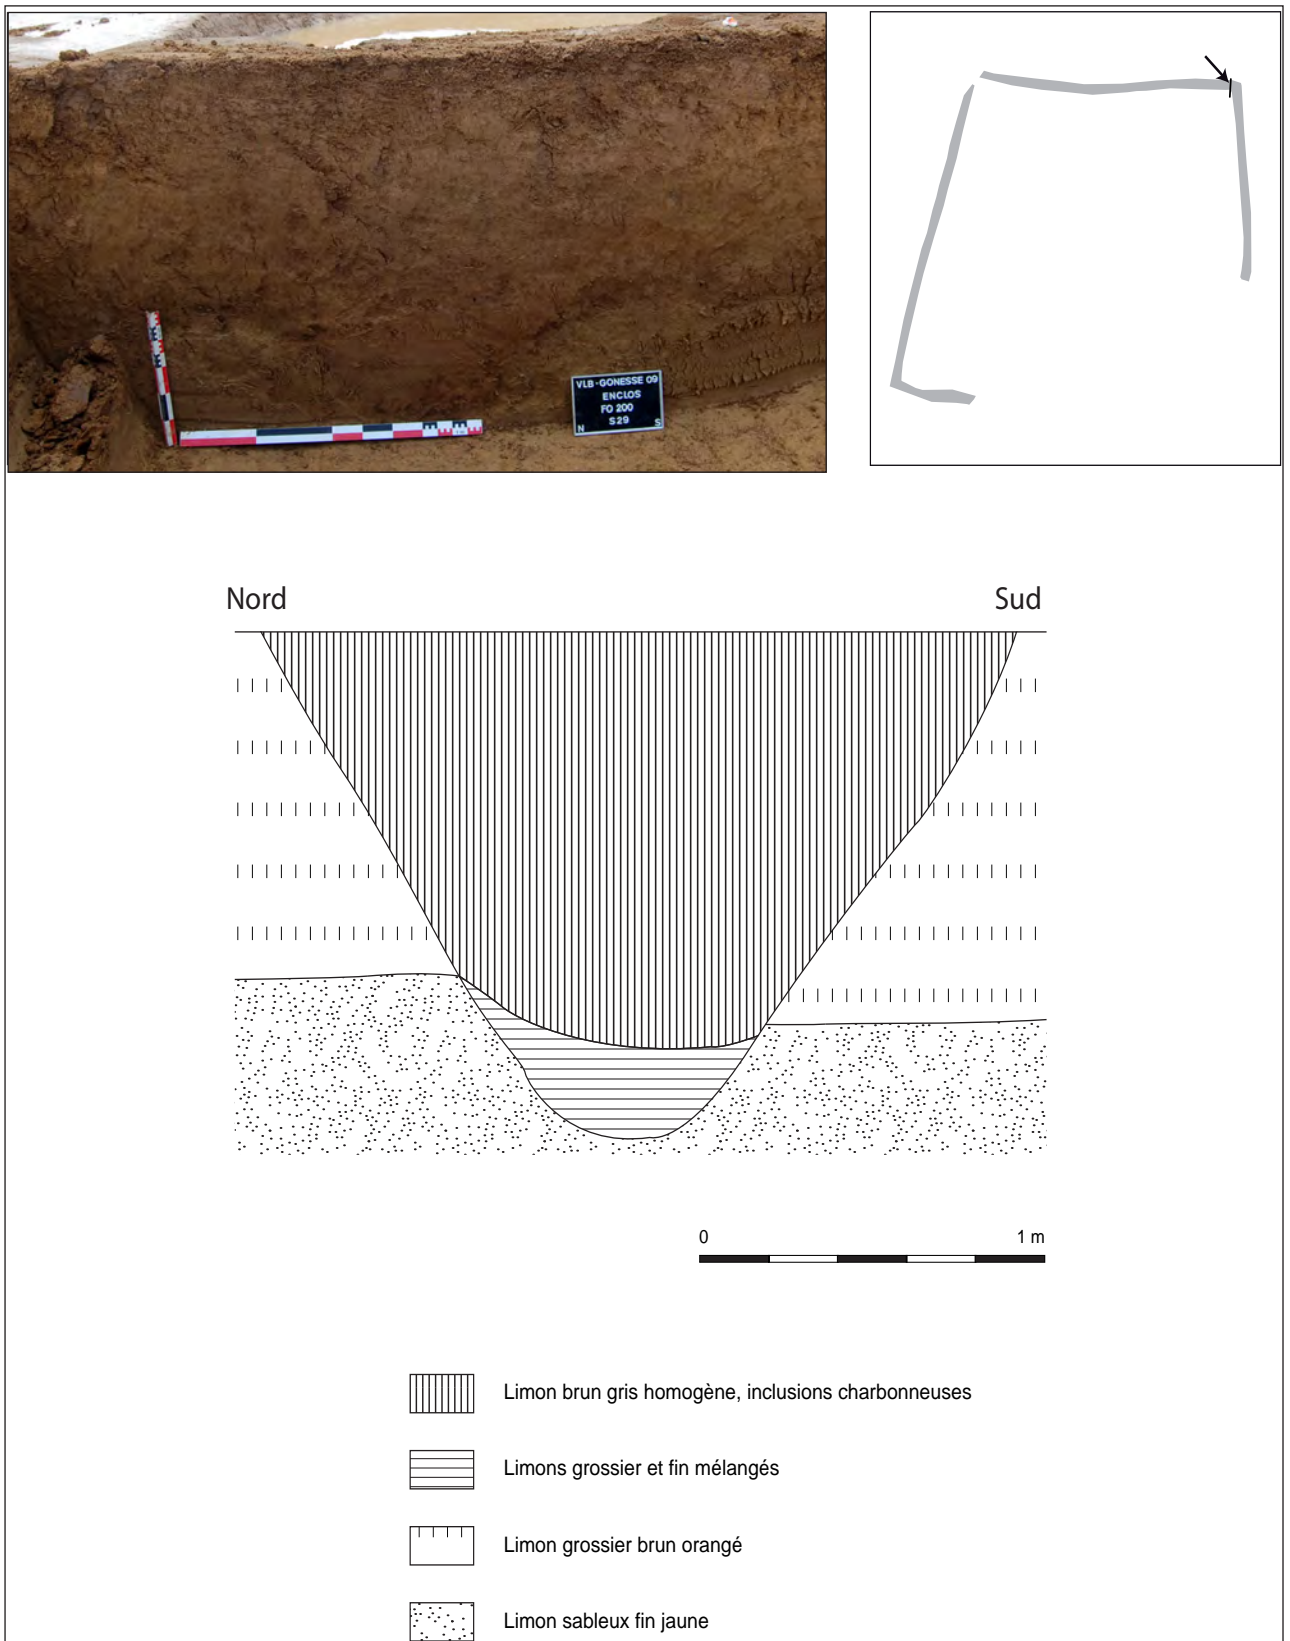 VLB-GONESSE 09
ENCLOS
FO 200
S29
N S
Nord Sud
0 1 m
Limon brun gris homogène, inclusions charbonneuses
Limons grossier et fin mélangés
Limon grossier brun orangé
Limon sableux fin jaune